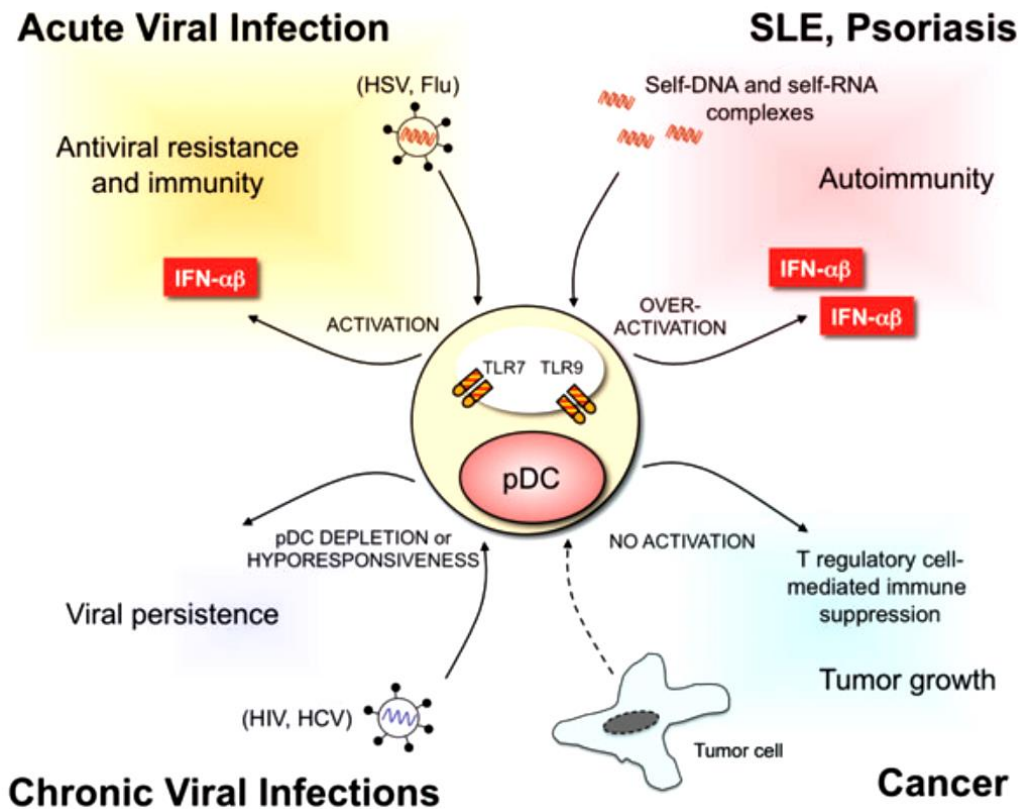 Acute Viral Infection
SLE, Psoriasis
(HSV, Flu)
Self-DNA and self-RNA
complexes
Antiviral resistance
and immunity
Autoimmunity
IFN-αβ
IFN-αβ
IFN-αβ
ACTIVATION
OVER-
ACTIVATION
TLR7 TLR9
pDC
pDC DEPLETION or
HYPORESPONSIVENESS
NO ACTIVATION
T regulatory cell-
mediated immune
suppression
Viral persistence
Tumor growth
(HIV, HCV)
Tumor cell
Chronic Viral Infections
Cancer